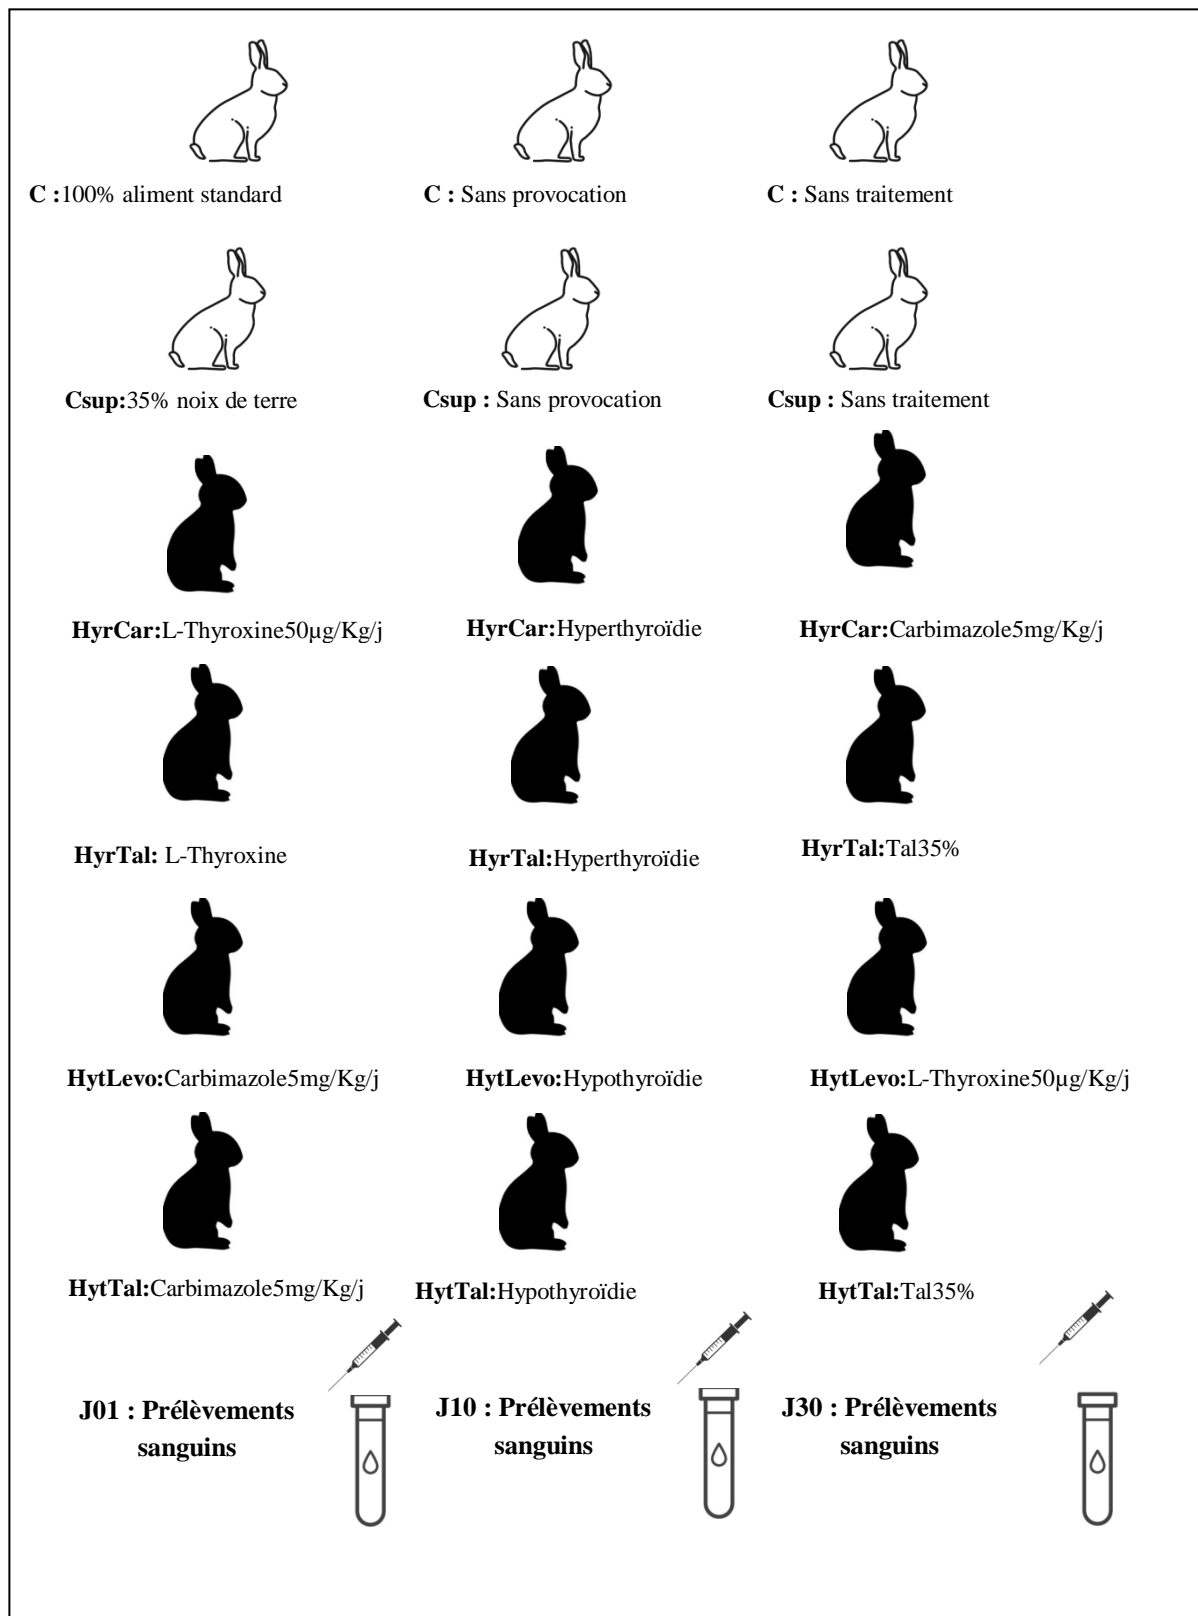 C :100% aliment standard
C : Sans provocation
C : Sans traitement
Csup:35% noix de terre
Csup : Sans provocation
Csup : Sans traitement
HyrCar:L-Thyroxine50µg/Kg/j
HyrCar:Hyperthyroïdie
HyrCar:Carbimazole5mg/Kg/j
HyrTal: L-Thyroxine
HyrTal:Hyperthyroïdie
HyrTal:Tal35%
HytLevo:Carbimazole5mg/Kg/j
HytLevo:Hypothyroïdie
HytLevo:L-Thyroxine50µg/Kg/j
HytTal:Carbimazole5mg/Kg/j
HytTal:Hypothyroïdie
HytTal:Tal35%
J01 : Prélèvements
sanguins
J10 : Prélèvements
sanguins
J30 : Prélèvements
sanguins